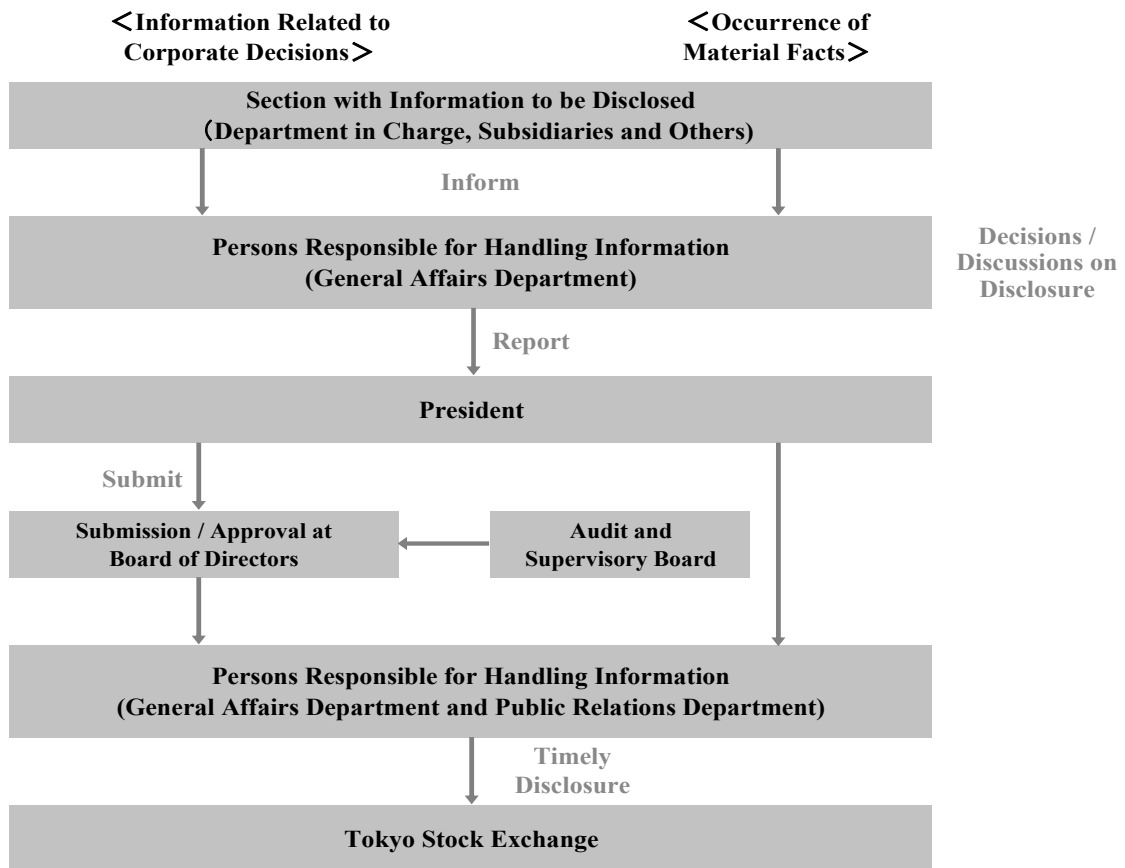 ＜Information Related to
Corporate Decisions＞
＜Occurrence of
Material Facts＞
Section with Information to be Disclosed
（Department in Charge, Subsidiaries and Others)
Inform
Persons Responsible for Handling Information
(General Affairs Department)
Decisions /
Discussions on
Disclosure
Report
President
Submit
Submission / Approval at
Board of Directors
Audit and
Supervisory Board
Persons Responsible for Handling Information
(General Affairs Department and Public Relations Department)
Timely
Disclosure
Tokyo Stock Exchange